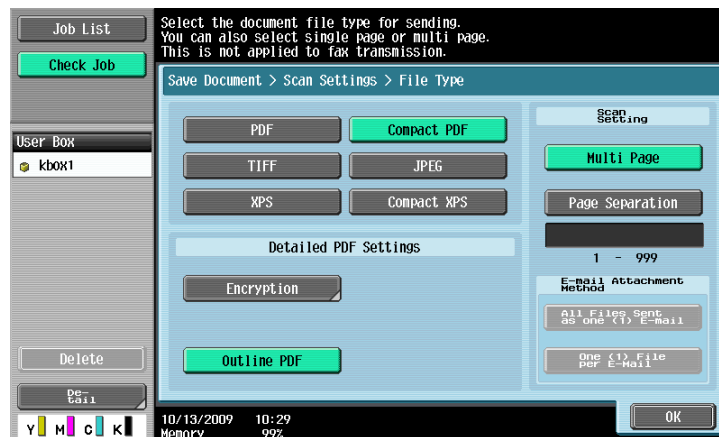 Job List
Check Job
Select the document file type for sending.
You can also select single page or multi page.
This is not applied to fax transmission.
Save Document > Scan Settings > File Type
User Box
kbox1
PDF
Compact PDF
TIFF
JPEG
XPS
Compact XPS
Detailed PDF Settings
Encryption
Outline PDF
Scan
Setting
Multi Page
Page Separation
1 - 999
E-mail Attachment
Method
All Files Sent
as one (1) E-mail
One (1) File
per E-Mail
Delete
De-
tail
Y M C K
10/13/2009 10:29
Memory 99%
OK